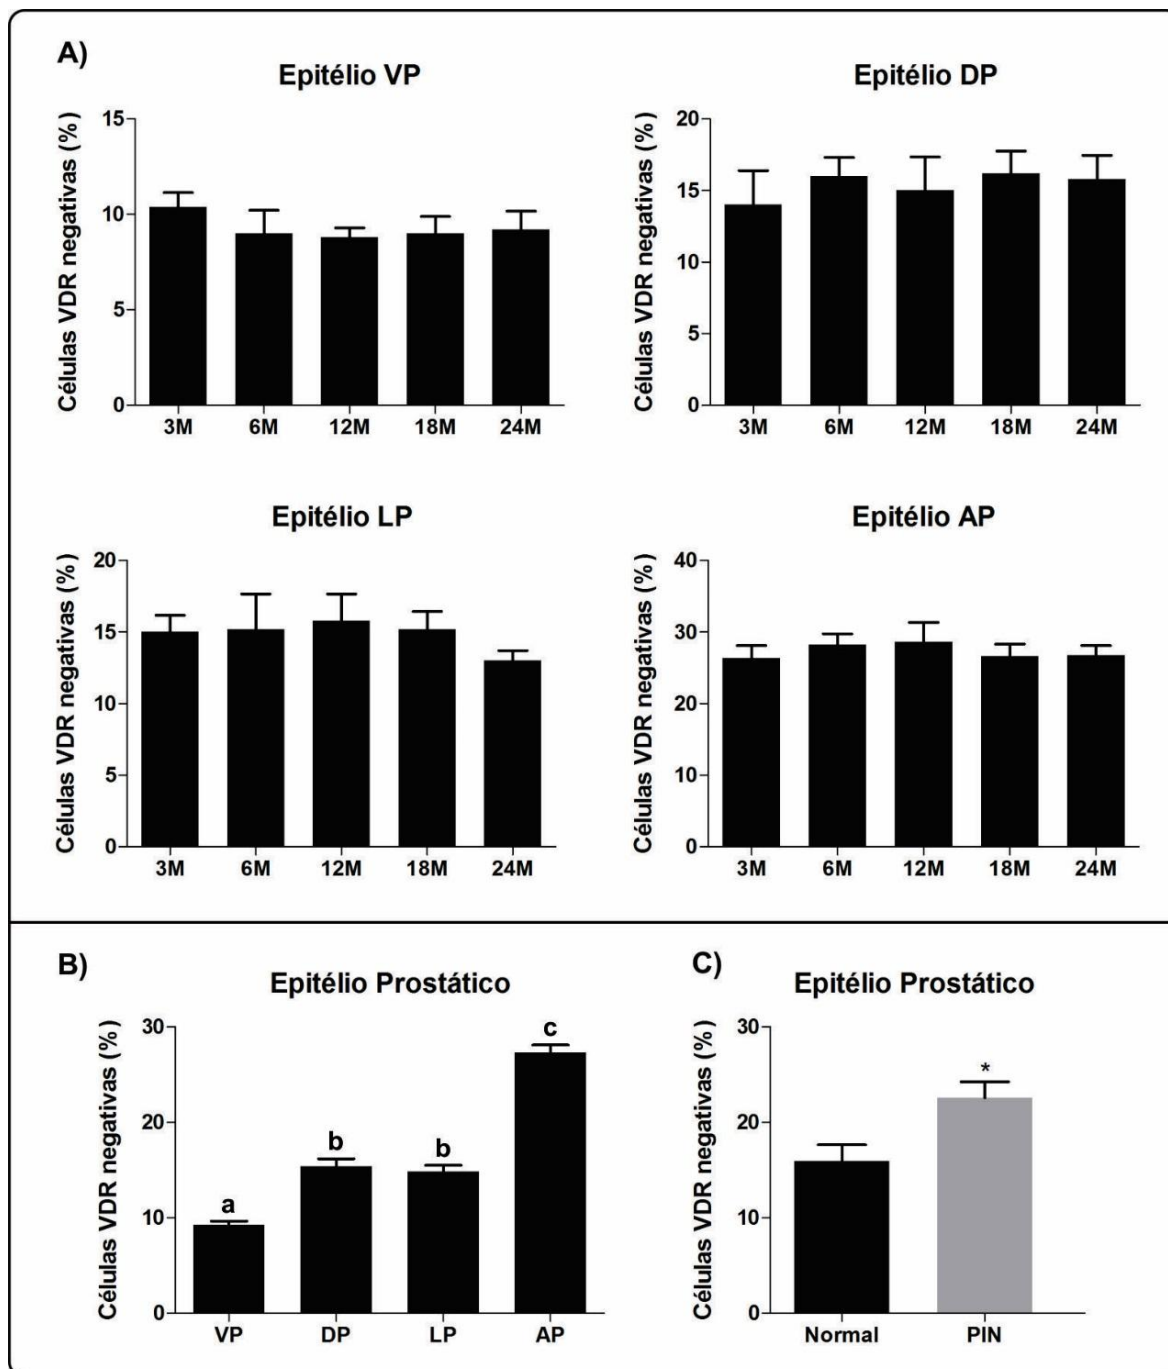 A)
Epitélio VP
Células VDR negativas (%)
15
10
5
0
3M 6M 12M 18M 24M
Epitélio DP
Células VDR negativas (%)
20
15
10
5
0
3M 6M 12M 18M 24M
Epitélio LP
Células VDR negativas (%)
20
15
10
5
0
3M 6M 12M 18M 24M
Epitélio AP
Células VDR negativas (%)
40
30
20
10
0
3M 6M 12M 18M 24M
B)
Epitélio Prostático
Células VDR negativas (%)
30
20
10
0
a b b c
VP DP LP AP
C)
Epitélio Prostático
Células VDR negativas (%)
30
20
10
0
*
Normal PIN